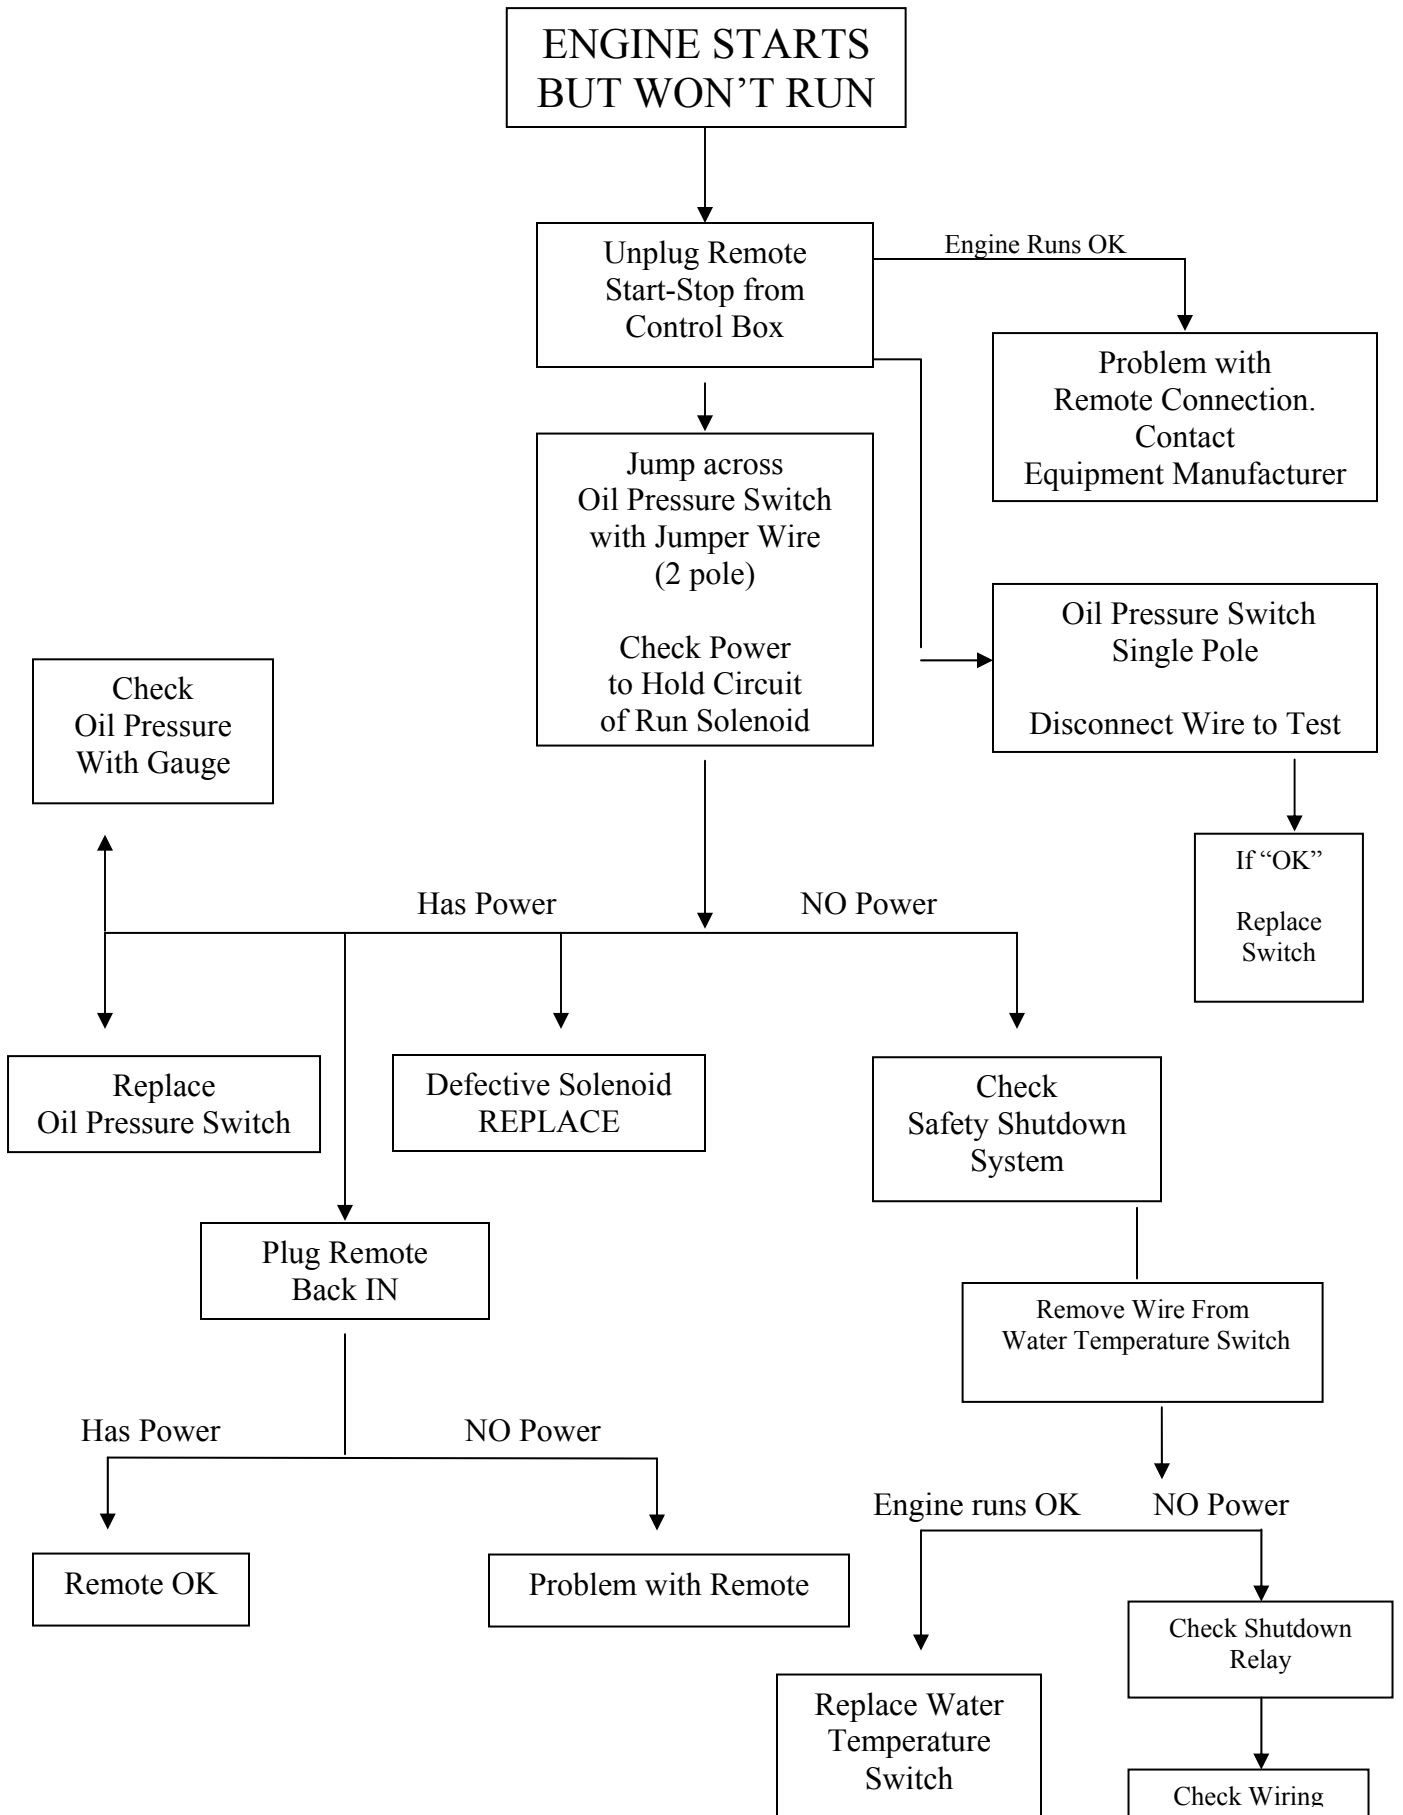 ENGINE STARTS
BUT WON’T RUN
Unplug Remote
Start-Stop from
Control Box
Engine Runs OK
Problem with
Remote Connection.
Contact
Equipment Manufacturer
Jump across
Oil Pressure Switch
with Jumper Wire
(2 pole)
Check Power
to Hold Circuit
of Run Solenoid
Oil Pressure Switch
Single Pole
Disconnect Wire to Test
If “OK”
Replace
Switch
Check
Oil Pressure
With Gauge
Has Power
NO Power
Replace
Oil Pressure Switch
Defective Solenoid
REPLACE
Check
Safety Shutdown
System
Plug Remote
Back IN
Remove Wire From
Water Temperature Switch
Has Power
NO Power
Remote OK
Problem with Remote
Engine runs OK
NO Power
Replace Water
Temperature
Switch
Check Shutdown
Relay
Check Wiring